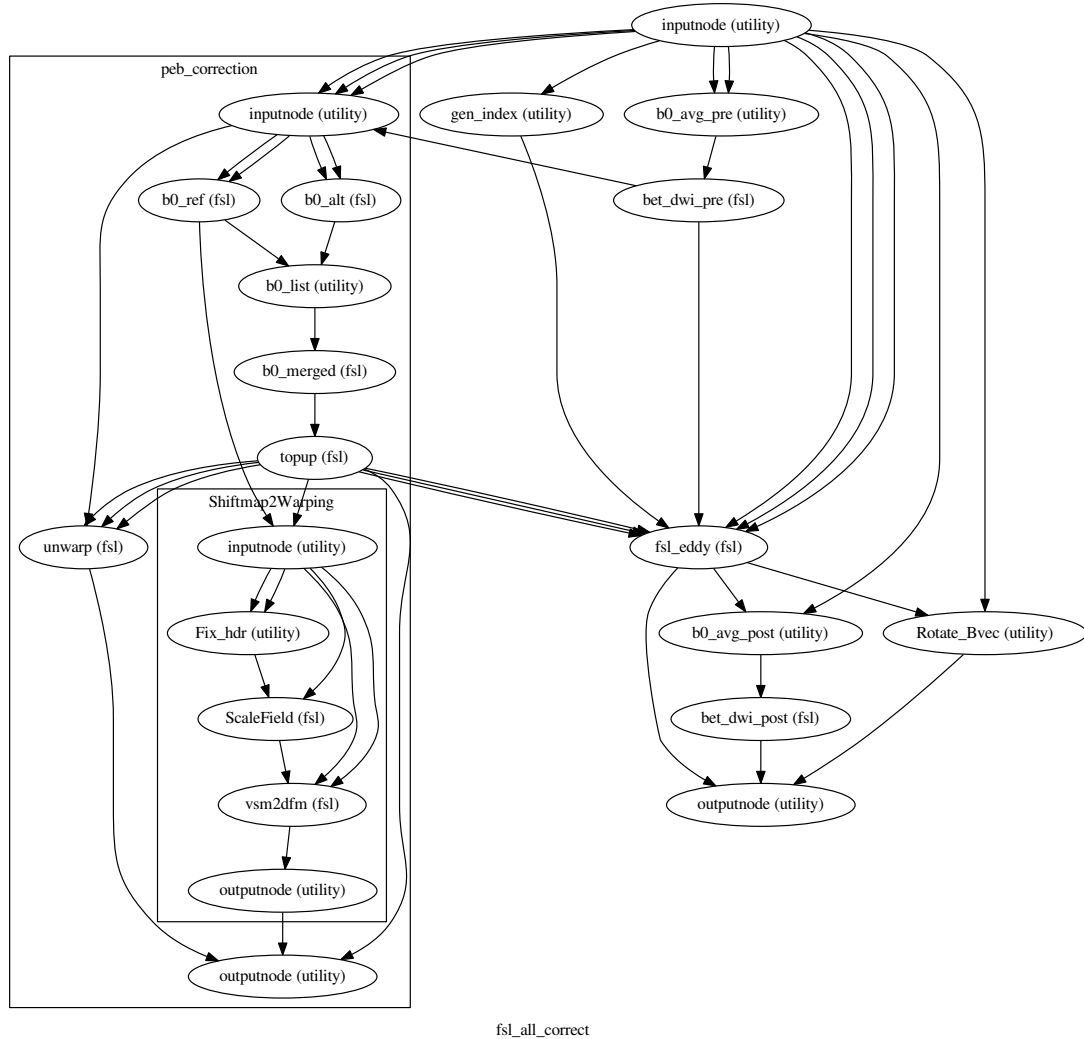 inputnode (utility)
peb_correction
inputnode (utility)
gen_index (utility)
b0_avg_pre (utility)
b0_ref (fsl)
b0_alt (fsl)
bet_dwi_pre (fsl)
b0_list (utility)
b0_merged (fsl)
topup (fsl)
Shiftmap2Warping
unwarp (fsl)
inputnode (utility)
fsl_eddy (fsl)
Fix_hdr (utility)
b0_avg_post (utility)
Rotate_Bvec (utility)
ScaleField (fsl)
bet_dwi_post (fsl)
vsm2dfm (fsl)
outputnode (utility)
outputnode (utility)
outputnode (utility)
fsl_all_correct